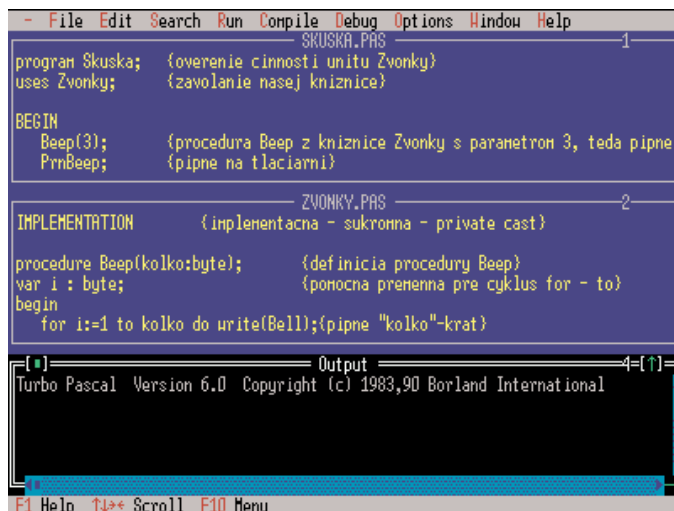 - File Edit Search Run Compile Debug Options Window Help
SKUSKA.PAS 1
program Skuska; {overenie cinnosti unitu Zvonky}
uses Zvonky; {zavolanie nasej kniznice}
BEGIN
Beep(3); {procedura Beep z kniznice Zvonky s parametrom 3, teda pipne
PrnBeep; {pipne na tlaciarni}
ZVONKY.PAS 2
IMPLEMENTATION {implementacna - sukromna - private cast}
procedure Beep(kolko:byte); {definicia procedury Beep}
var i : byte; {pomocna premenna pre cyklus for - to}
begin
for i:=1 to kolko do write(Bell);{pipne "kolko"-krat}
Output 4=[↑]
Turbo Pascal Version 6.0 Copyright (c) 1983,90 Borland International
F1 Help ↑↓→← Scroll F10 Menu